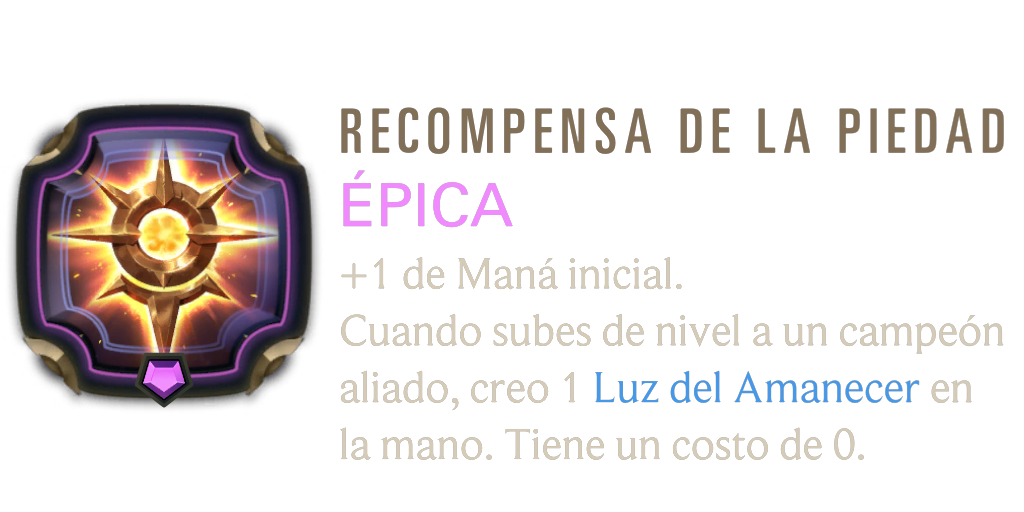 RECOMPENSA DE LA PIEDAD
ÉPICA
+1 de Maná inicial.
Cuando subes de nivel a un campeón
aliado, creo 1 Luz del Amanecer en
la mano. Tiene un costo de 0.